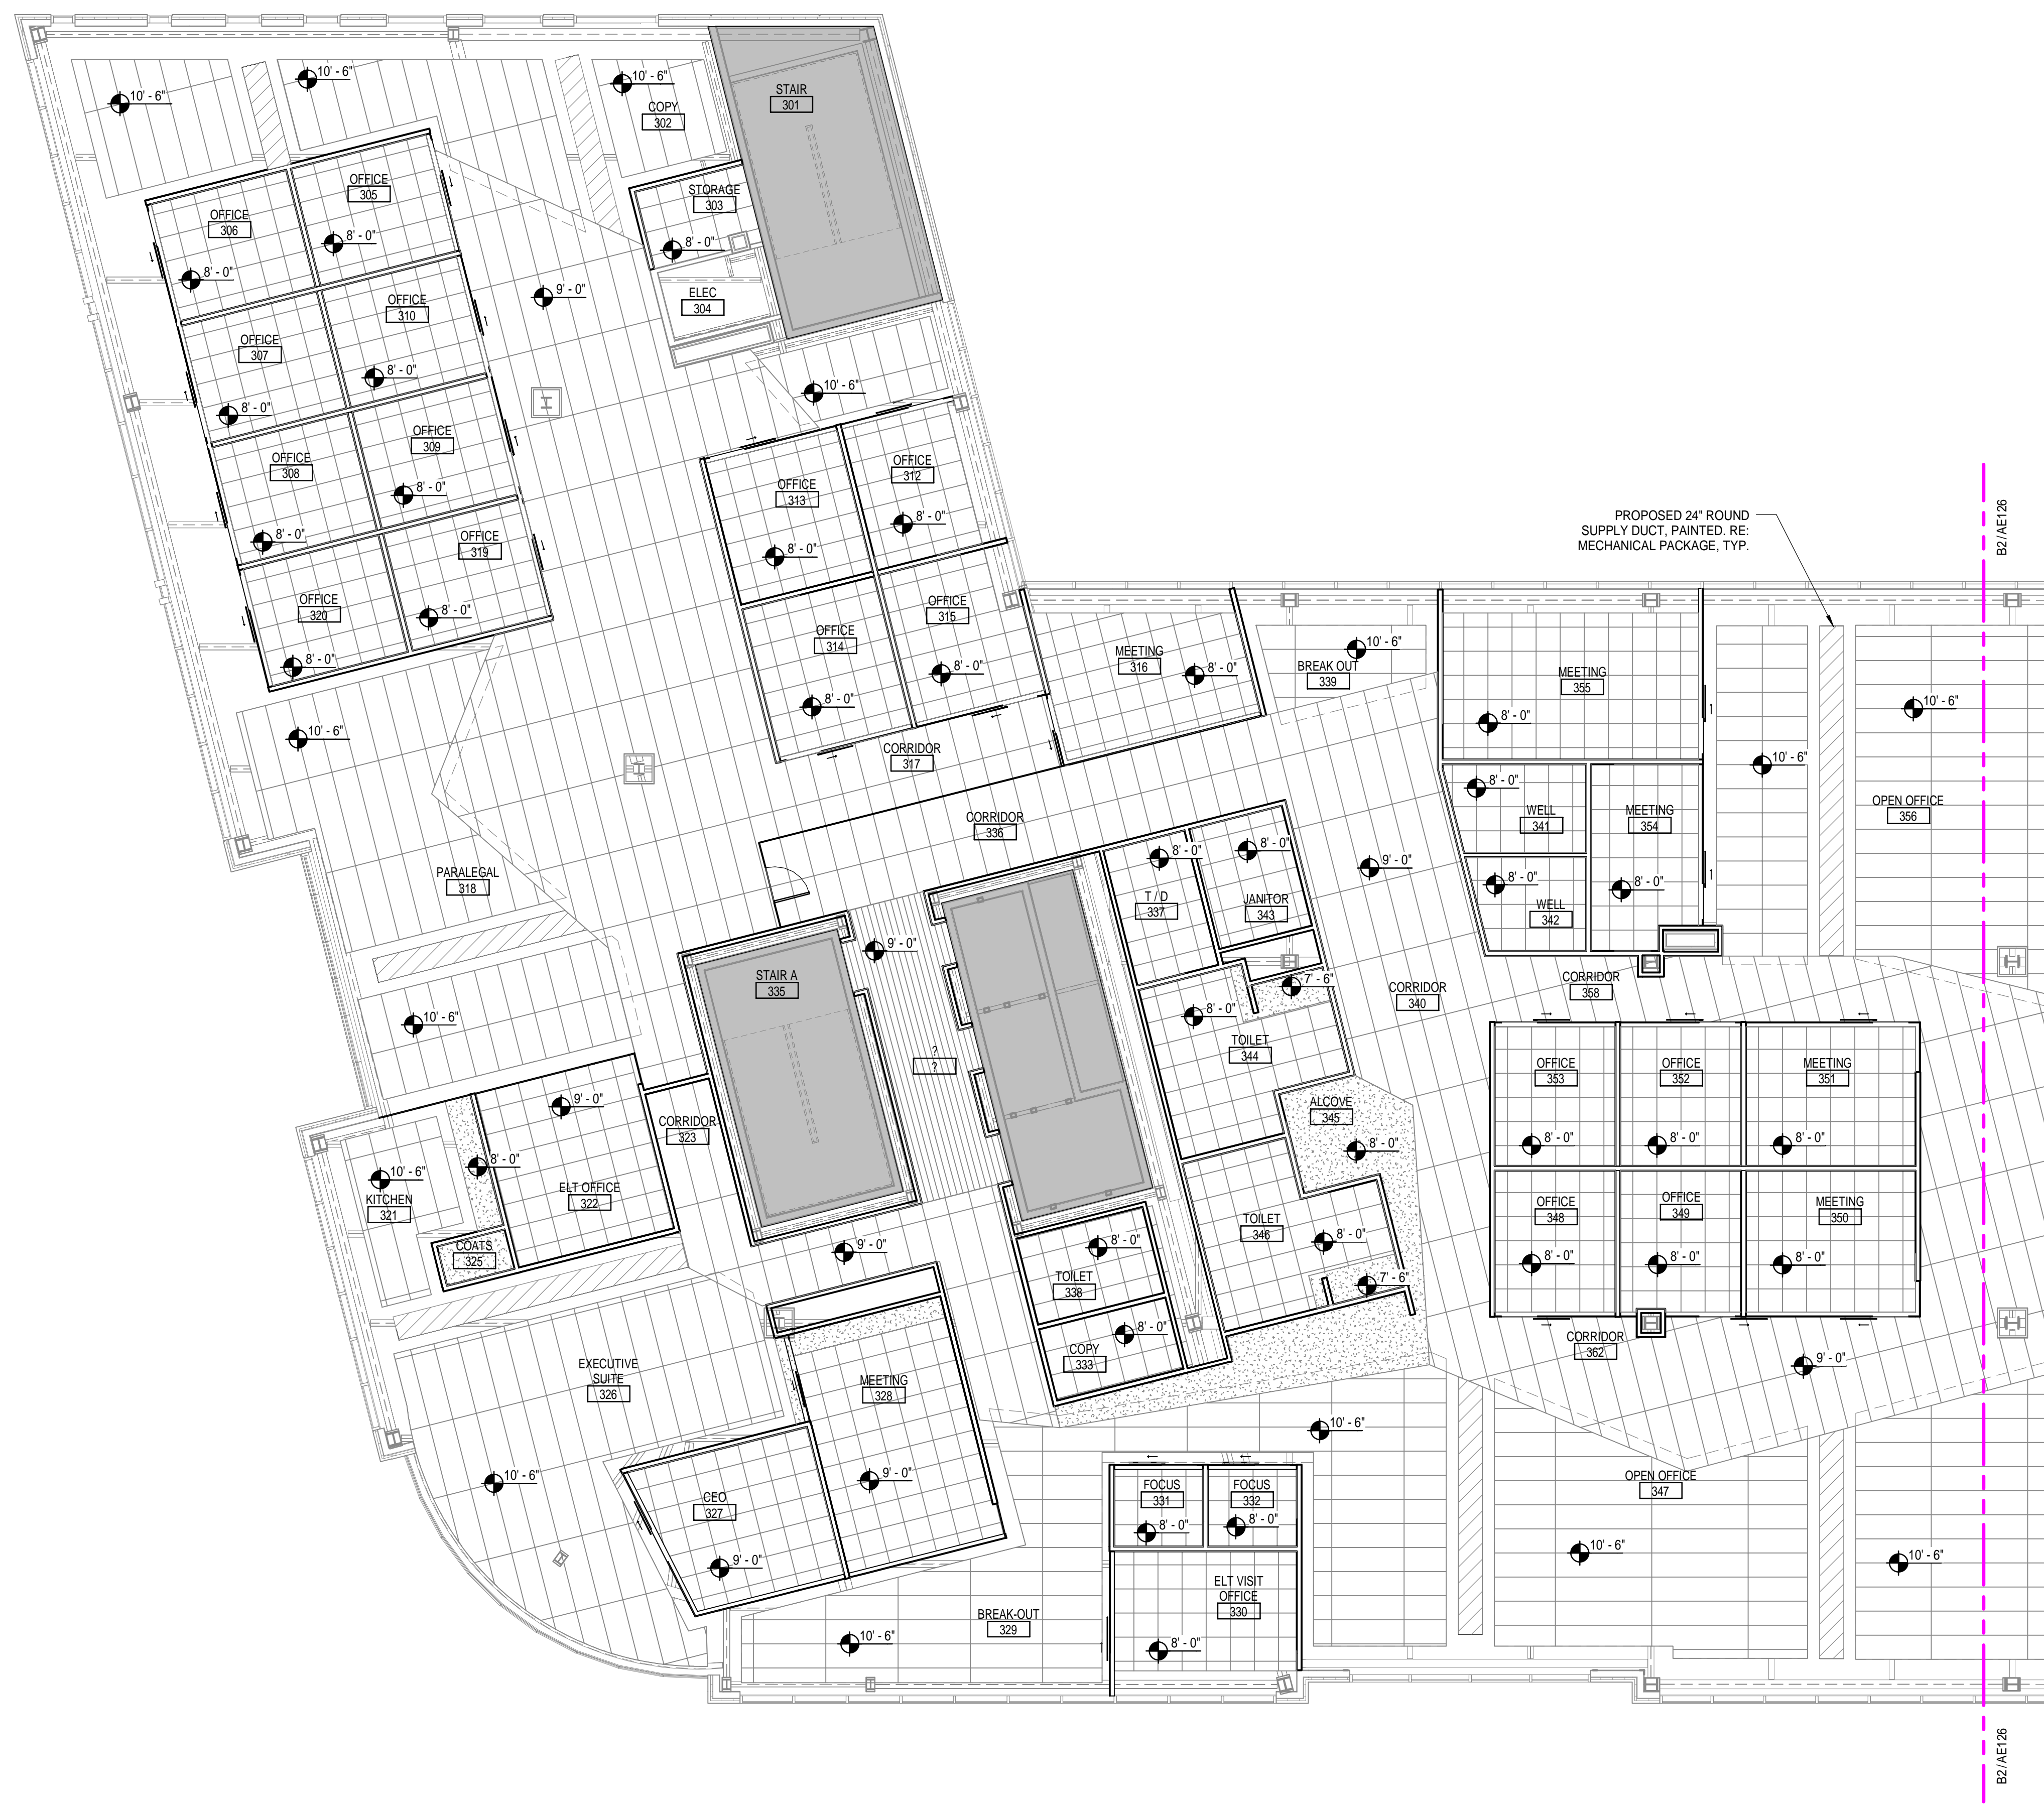 10' - 6"
10' - 6"
10' - 6"
COPY
302
STAIR
301
OFFICE
305
8' - 0"
OFFICE
306
8' - 0"
STORAGE
303
8' - 0"
ELEC
304
9' - 0"
OFFICE
310
8' - 0"
OFFICE
307
8' - 0"
10' - 6"
OFFICE
309
8' - 0"
OFFICE
308
8' - 0"
OFFICE
319
8' - 0"
OFFICE
320
8' - 0"
OFFICE
312
8' - 0"
OFFICE
313
8' - 0"
OFFICE
315
8' - 0"
OFFICE
314
8' - 0"
PROPOSED 24" ROUND
SUPPLY DUCT, PAINTED. RE:
MECHANICAL PACKAGE, TYP.
B2 / AE126
MEETING
316
8' - 0"
10' - 6"
BREAK OUT
339
MEETING
355
8' - 0"
10' - 6"
10' - 6"
10' - 6"
CORRIDOR
317
8' - 0"
WELL
341
MEETING
354
8' - 0"
OPEN OFFICE
356
CORRIDOR
336
9' - 0"
8' - 0"
8' - 0"
T / D
337
JANITOR
343
8' - 0"
WELL
342
PARALEGAL
318
9' - 0"
STAIR A
335
7' - 6"
CORRIDOR
340
CORRIDOR
358
10' - 6"
8' - 0"
TOILET
344
?
?
OFFICE
353
8' - 0"
OFFICE
352
8' - 0"
MEETING
351
8' - 0"
9' - 0"
CORRIDOR
323
ALCOVE
345
8' - 0"
8' - 0"
10' - 6"
KITCHEN
321
ELT OFFICE
322
OFFICE
348
8' - 0"
OFFICE
349
8' - 0"
MEETING
350
8' - 0"
COATS
325
9' - 0"
8' - 0"
TOILET
338
TOILET
346
8' - 0"
7' - 6"
8' - 0"
COPY
333
CORRIDOR
362
9' - 0"
EXECUTIVE
SUITE
326
MEETING
328
9' - 0"
10' - 6"
10' - 6"
CEO
327
9' - 0"
FOCUS
331
8' - 0"
FOCUS
332
8' - 0"
OPEN OFFICE
347
10' - 6"
10' - 6"
ELT VISIT
OFFICE
330
8' - 0"
BREAK-OUT
329
10' - 6"
B2 / AE126